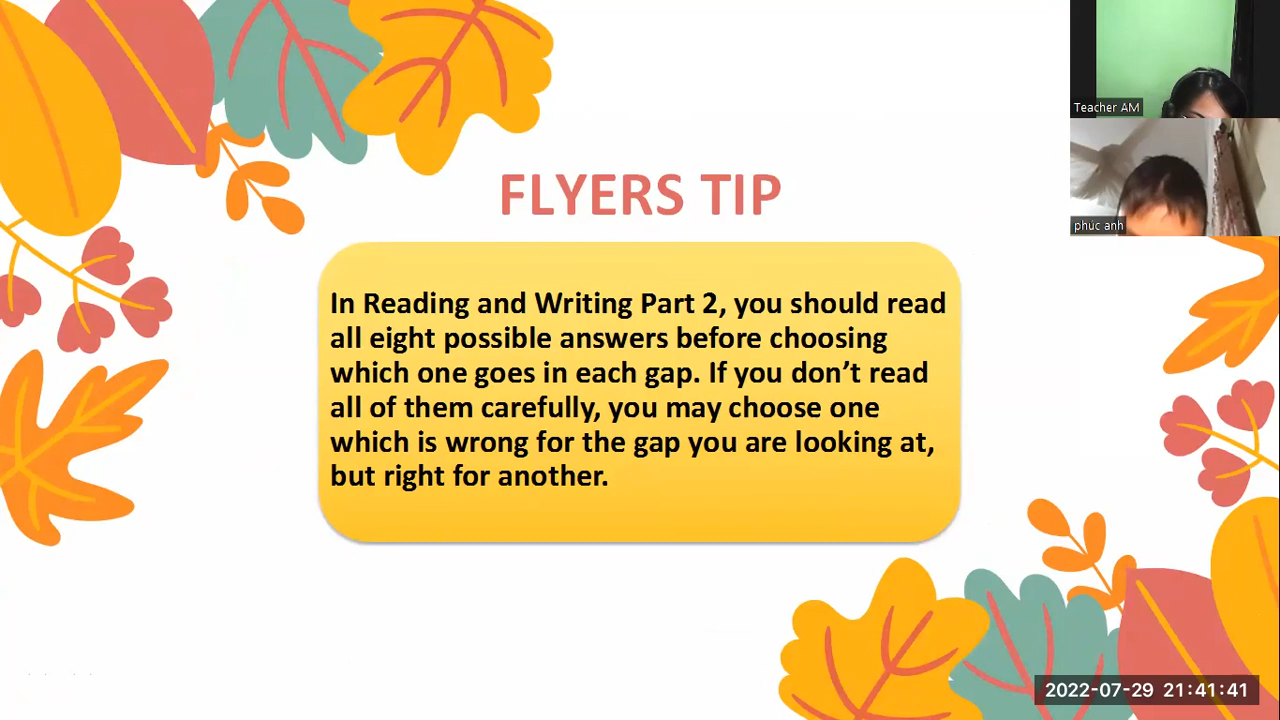 Teacher AM
phúc anh
FLYERS TIP
In Reading and Writing Part 2, you should read
all eight possible answers before choosing
which one goes in each gap. If you don’t read
all of them carefully, you may choose one
which is wrong for the gap you are looking at,
but right for another.
2022-07-29 21:41:41